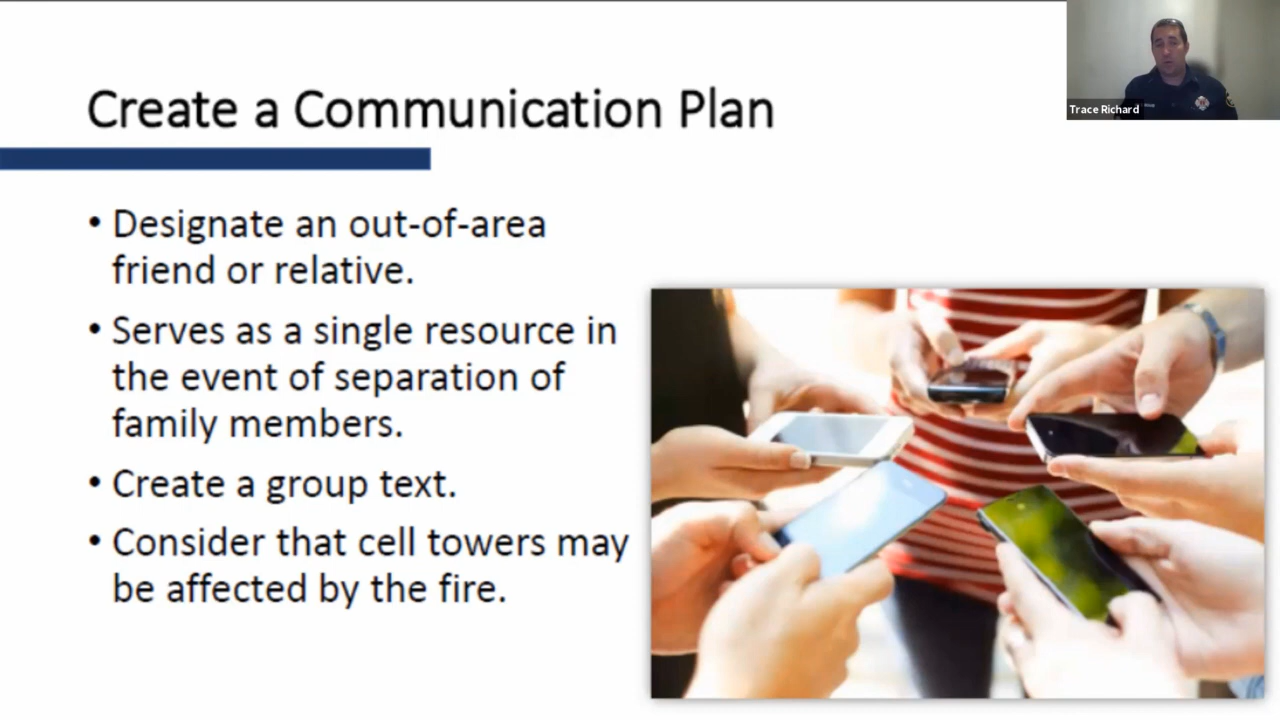 Create a Communication Plan
• Designate an out-of-area
friend or relative.
• Serves as a single resource in
the event of separation of
family members.
• Create a group text.
• Consider that cell towers may
be affected by the fire.
Trace Richard